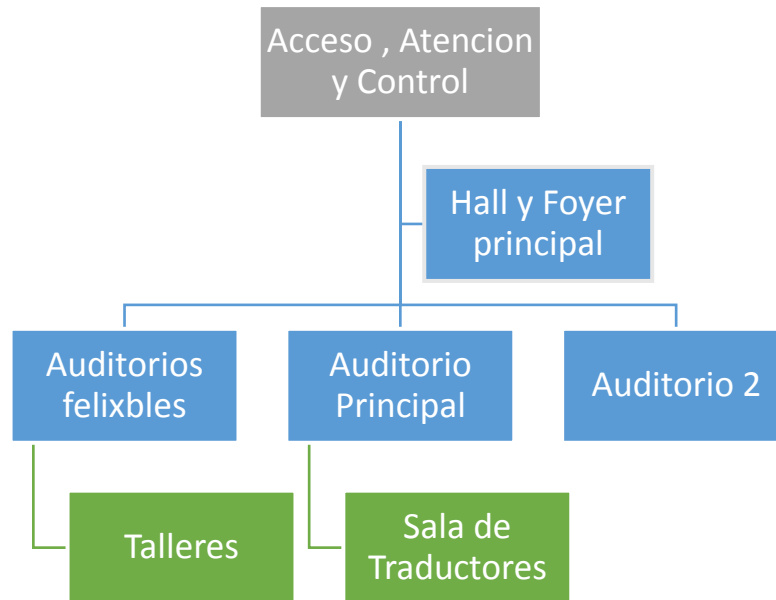 Acceso , Atencion
y Control
Hall y Foyer
principal
Auditorios
felixbles
Auditorio
Principal
Auditorio 2
Talleres
Sala de
Traductores